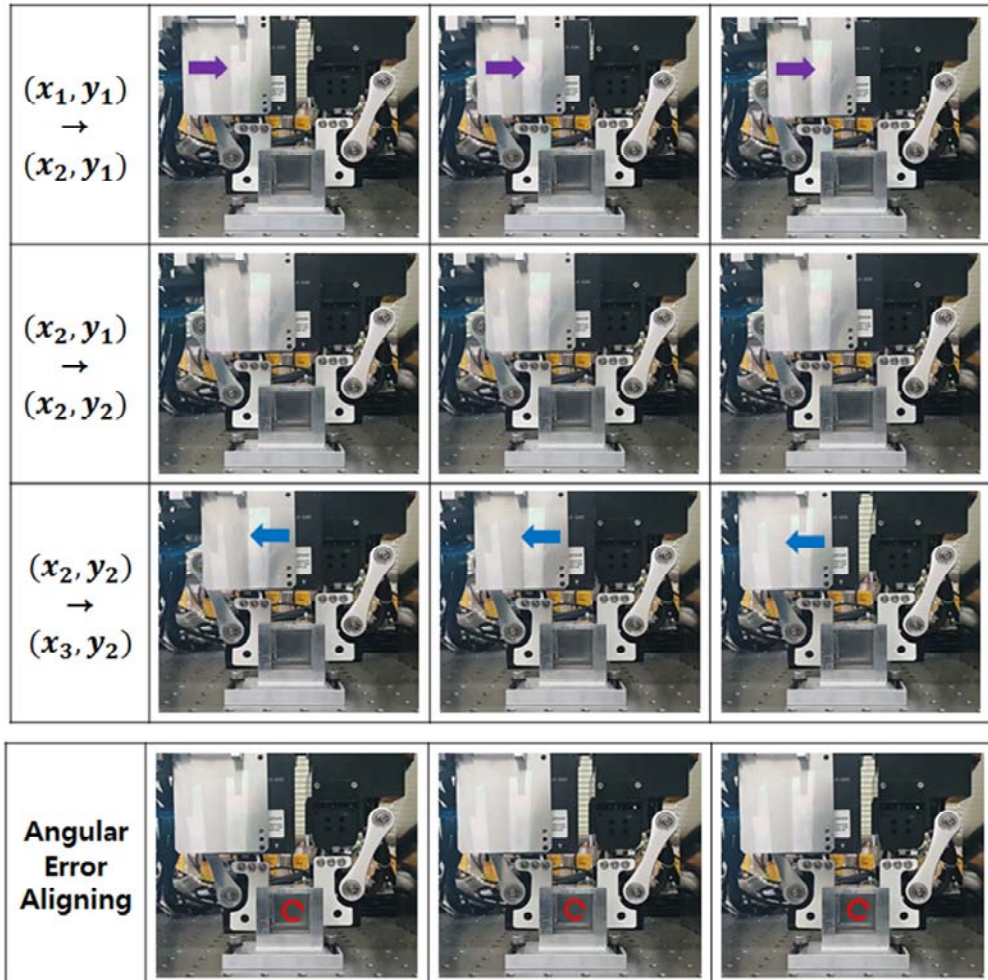 (x₁, y₁)
→
(x₂, y₁)
(x₂, y₁)
→
(x₂, y₂)
(x₂, y₂)
→
(x₃, y₂)
Angular
Error
Aligning